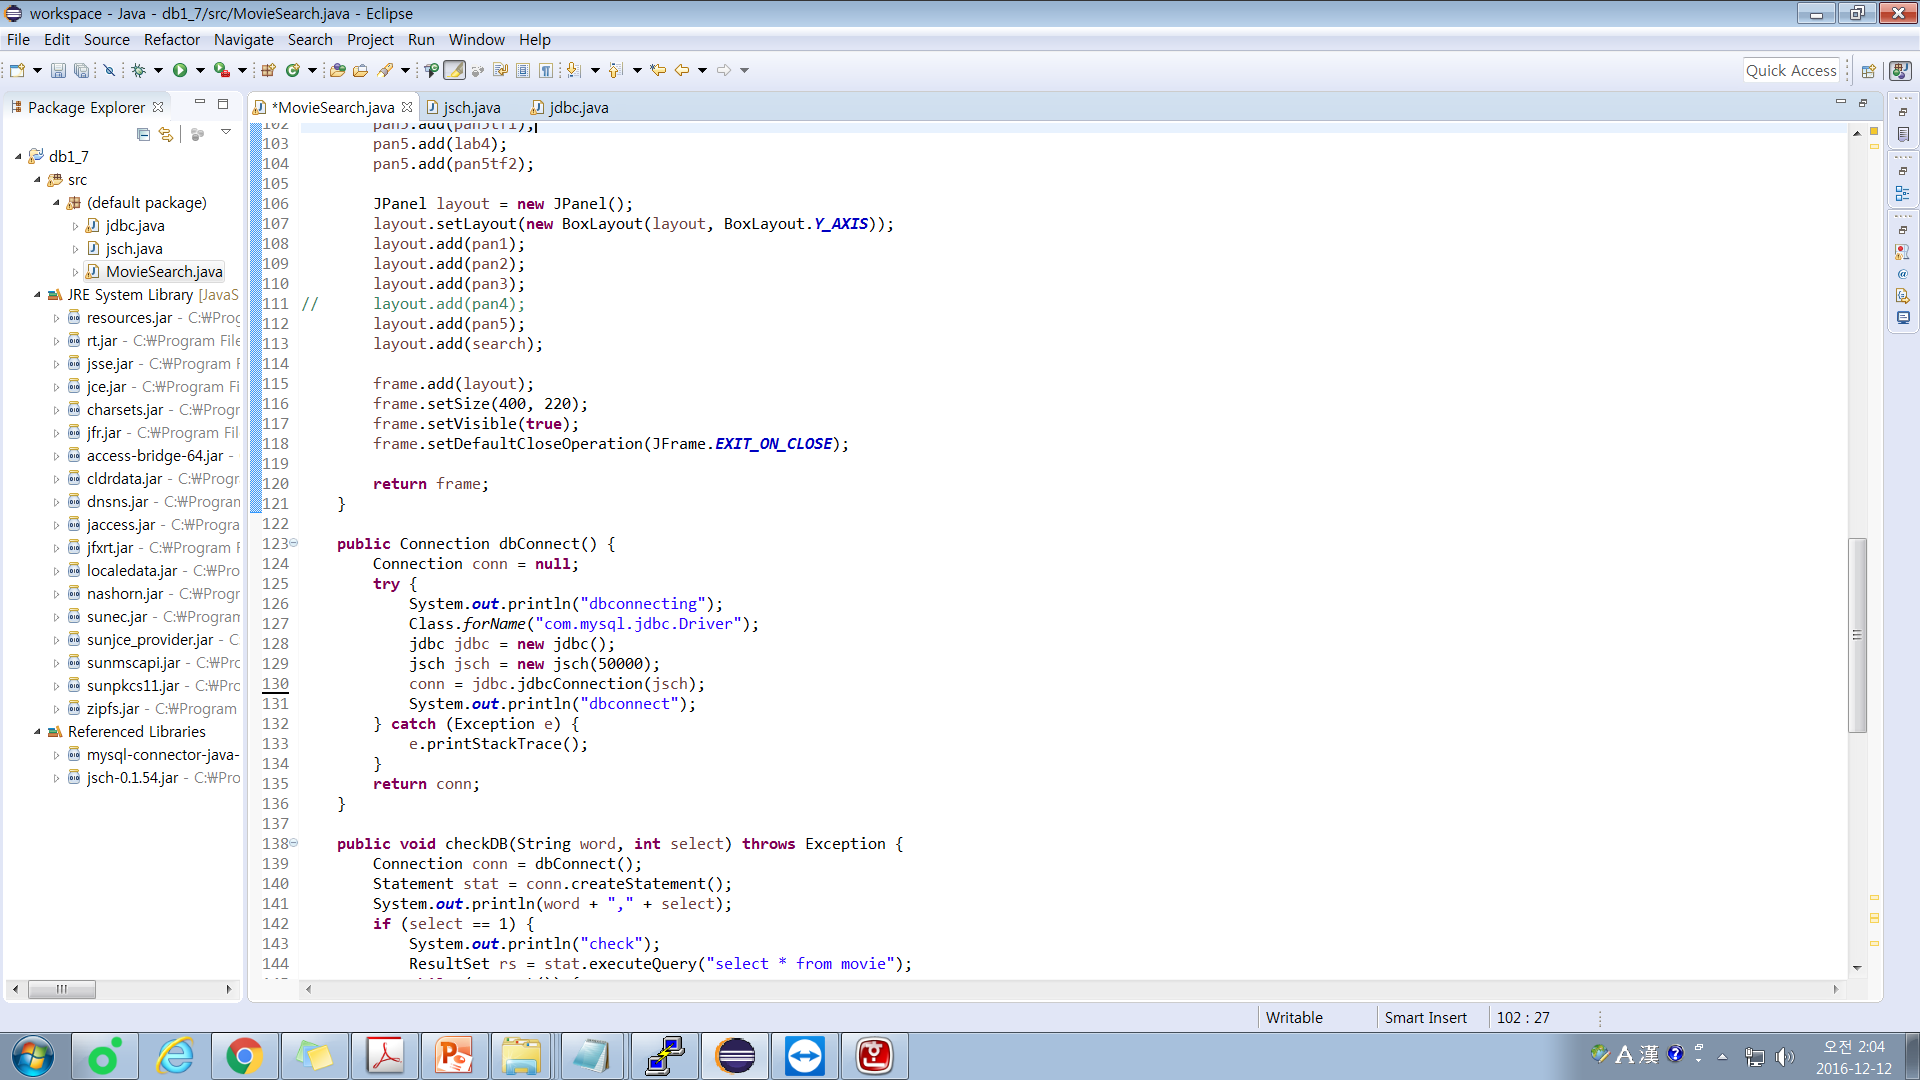 workspace - Java - db1_7/src/MovieSearch.java - Eclipse
File Edit Source Refactor Navigate Search Project Run Window Help
Quick Access
Package Explorer
*MovieSearch.java jsch.java jdbc.java
db1_7
src
(default package)
jdbc.java
jsch.java
MovieSearch.java
JRE System Library [JavaS
resources.jar - C:₩Prog
rt.jar - C:₩Program File
jsse.jar - C:₩Program F
jce.jar - C:₩Program Fi
charsets.jar - C:₩Progr
jfr.jar - C:₩Program Fil
access-bridge-64.jar -
cldrdata.jar - C:₩Progr
dnsns.jar - C:₩Program
jaccess.jar - C:₩Progra
jfxrt.jar - C:₩Program F
localedata.jar - C:₩Pro
nashorn.jar - C:₩Progr
sunec.jar - C:₩Program
sunjce_provider.jar - C
sunmscapi.jar - C:₩Prc
sunpkcs11.jar - C:₩Pro
zipfs.jar - C:₩Program
Referenced Libraries
mysql-connector-java-
jsch-0.1.54.jar - C:₩Pro
102 pan5.add(pan5tf1);
103 pan5.add(lab4);
104 pan5.add(pan5tf2);
105
106 JPanel layout = new JPanel();
107 layout.setLayout(new BoxLayout(layout, BoxLayout.Y_AXIS));
108 layout.add(pan1);
109 layout.add(pan2);
110 layout.add(pan3);
111 // layout.add(pan4);
112 layout.add(pan5);
113 layout.add(search);
114
115 frame.add(layout);
116 frame.setSize(400, 220);
117 frame.setVisible(true);
118 frame.setDefaultCloseOperation(JFrame.EXIT_ON_CLOSE);
119
120 return frame;
121 }
122
123 public Connection dbConnect() {
124 Connection conn = null;
125 try {
126 System.out.println("dbconnecting");
127 Class.forName("com.mysql.jdbc.Driver");
128 jdbc jdbc = new jdbc();
129 jsch jsch = new jsch(50000);
130 conn = jdbc.jdbcConnection(jsch);
131 System.out.println("dbconnect");
132 } catch (Exception e) {
133 e.printStackTrace();
134 }
135 return conn;
136 }
137
138 public void checkDB(String word, int select) throws Exception {
139 Connection conn = dbConnect();
140 Statement stat = conn.createStatement();
141 System.out.println(word + "," + select);
142 if (select == 1) {
143 System.out.println("check");
144 ResultSet rs = stat.executeQuery("select * from movie");
Writable Smart Insert 102 : 27
A 漢
오전 2:04
2016-12-12